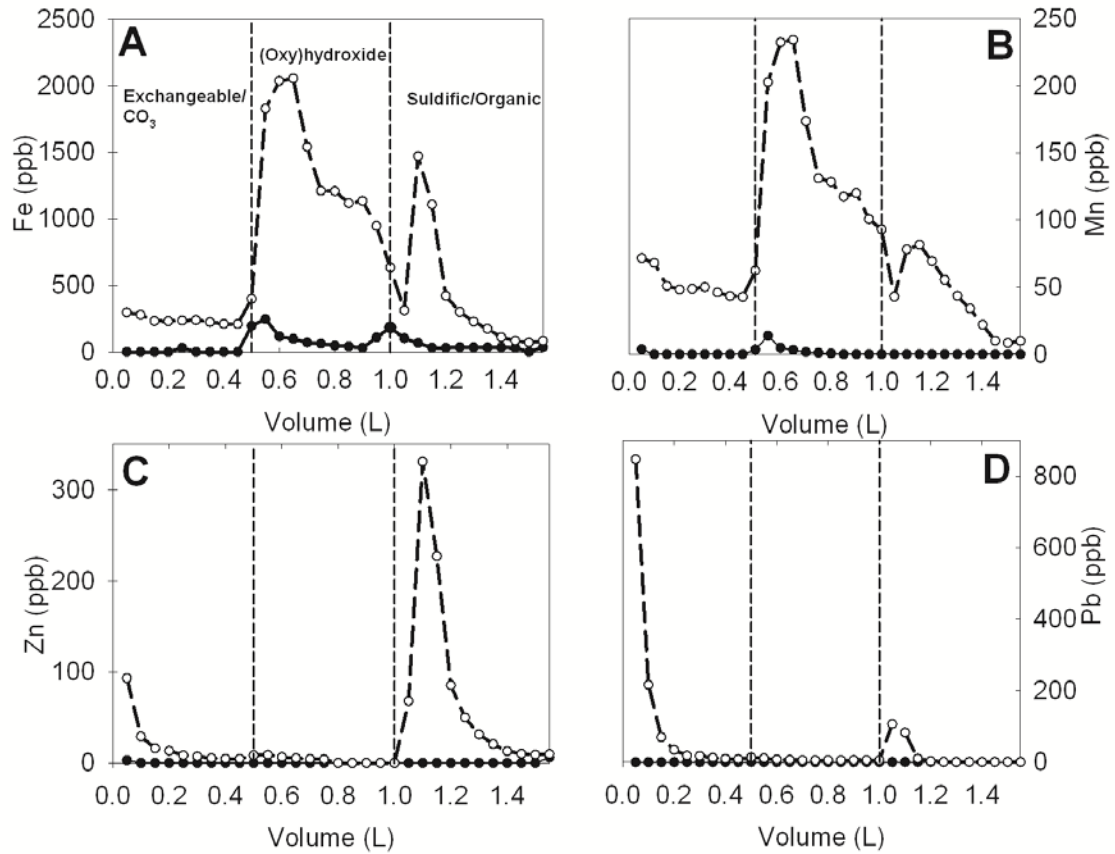 A
Fe (ppb)
2500
2000
1500
1000
500
0
Exchangeable/
CO3
(Oxy)hydroxide
Suldific/Organic
0.0 0.2 0.4 0.6 0.8 1.0 1.2 1.4
Volume (L)
B
250
200
150
100
50
0
Mn (ppb)
0.0 0.2 0.4 0.6 0.8 1.0 1.2 1.4
Volume (L)
C
Zn (ppb)
300
200
100
0
0.0 0.2 0.4 0.6 0.8 1.0 1.2 1.4
Volume (L)
D
800
600
400
200
0
Pb (ppb)
0.0 0.2 0.4 0.6 0.8 1.0 1.2 1.4
Volume (L)